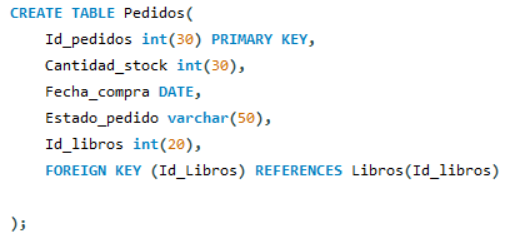 CREATE TABLE Pedidos(
Id_pedidos int(30) PRIMARY KEY,
Cantidad_stock int(30),
Fecha_compra DATE,
Estado_pedido varchar(50),
Id_libros int(20),
FOREIGN KEY (Id_Libros) REFERENCES Libros(Id_libros)
);